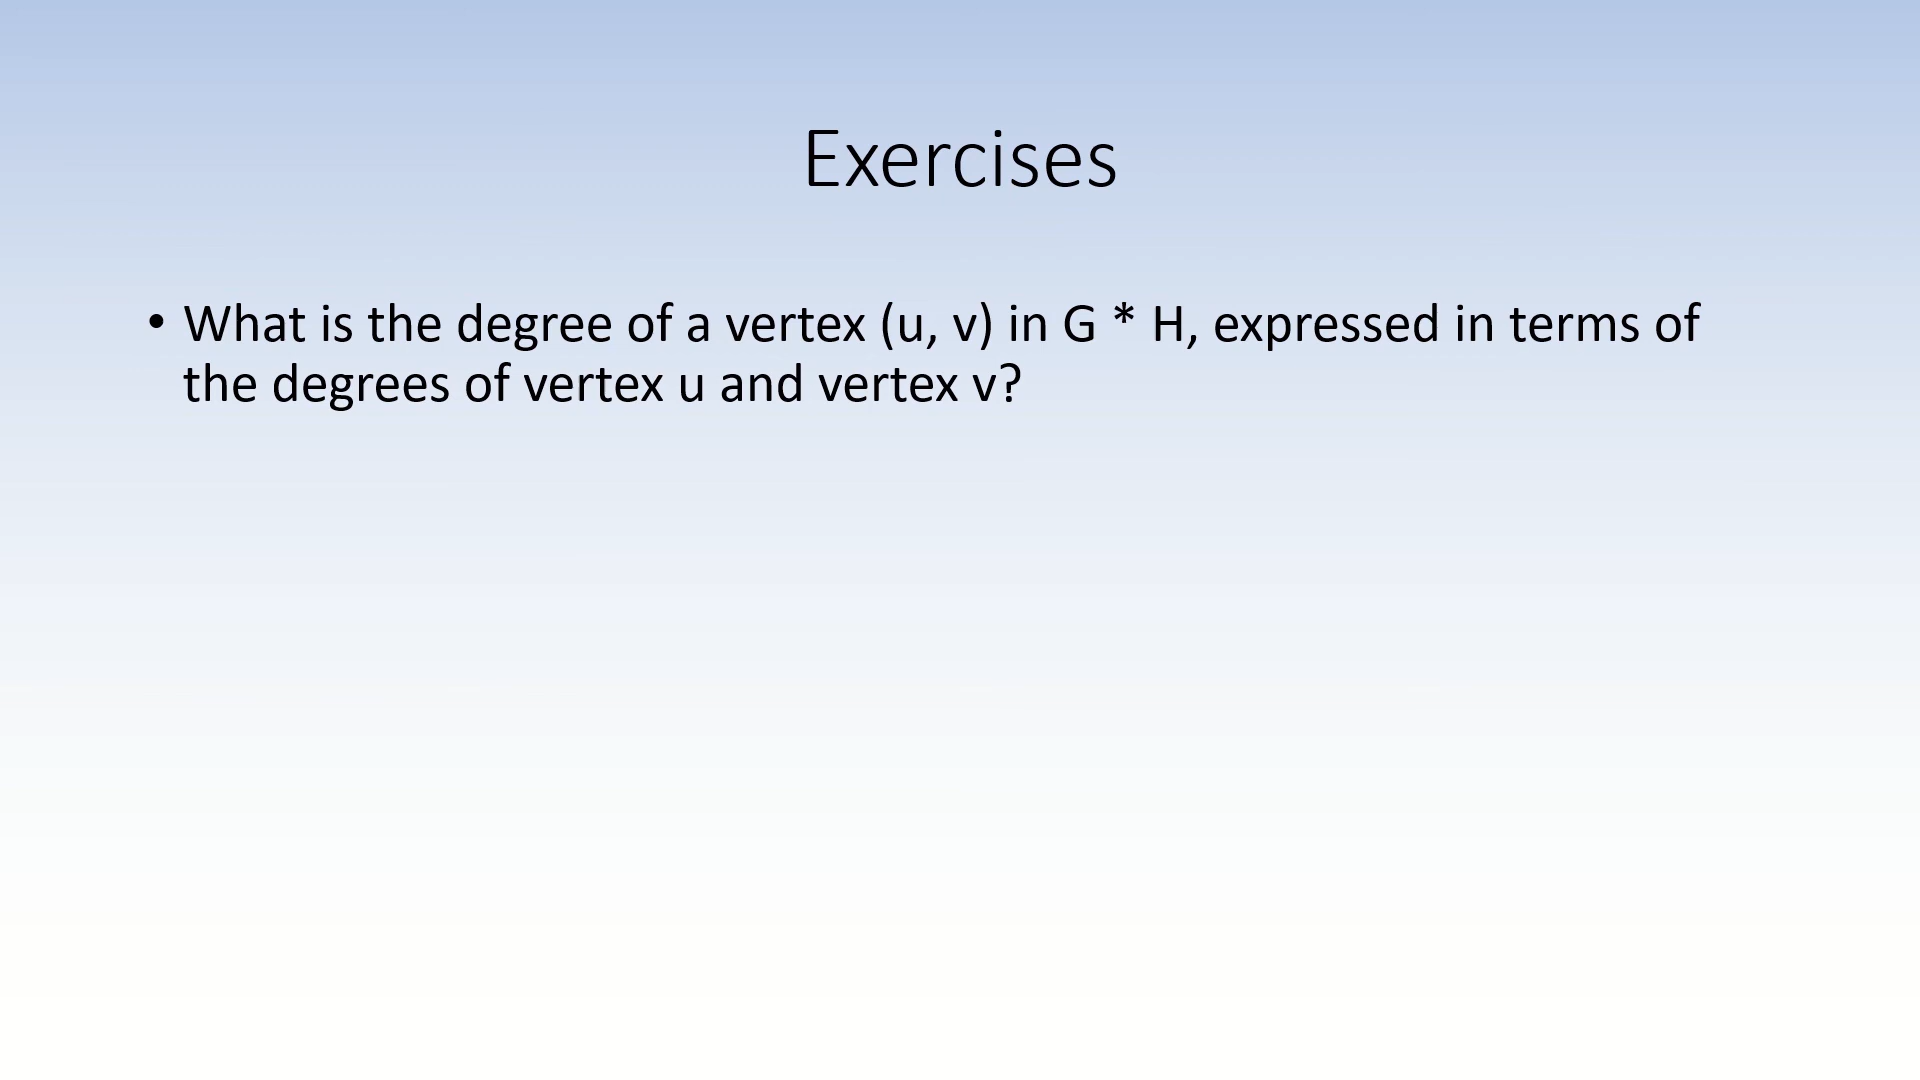 Exercises
• What is the degree of a vertex (u, v) in G * H, expressed in terms of
the degrees of vertex u and vertex v?